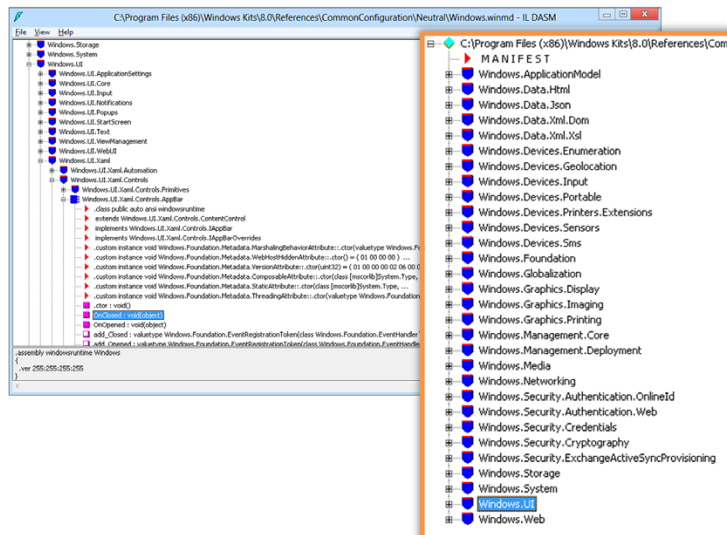 C:\Program Files (x86)\Windows Kits\8.0\References\CommonConfiguration\Neutral\Windows.winmd - IL DASM
File View Help
Windows.Storage
Windows.System
Windows.UI
Windows.UI.ApplicationSettings
Windows.UI.Core
Windows.UI.Input
Windows.UI.Notifications
Windows.UI.Popups
Windows.UI.StartScreen
Windows.UI.Text
Windows.UI.ViewManagement
Windows.UI.WebUI
Windows.UI.Xaml
Windows.UI.Xaml.Automation
Windows.UI.Xaml.Controls
Windows.UI.Xaml.Controls.Primitives
Windows.UI.Xaml.Controls.AppBar
.class public auto ansi windowsruntime
extends Windows.UI.Xaml.Controls.ContentControl
implements Windows.UI.Xaml.Controls.IAppBar
implements Windows.UI.Xaml.Controls.IAppBarOverrides
.custom instance void Windows.Foundation.Metadata.MarshalingBehaviorAttribute::.ctor(valuetype Windows.F
.custom instance void Windows.Foundation.Metadata.WebHostHiddenAttribute::.ctor() = ( 01 00 00 00 ) ...
.custom instance void Windows.Foundation.Metadata.VersionAttribute::.ctor(uint32) = ( 01 00 00 00 02 06 00
.custom instance void Windows.Foundation.Metadata.ComposableAttribute::.ctor(class [mscorlib]System.Type,
.custom instance void Windows.Foundation.Metadata.StaticAttribute::.ctor(class [mscorlib]System.Type, ...
.custom instance void Windows.Foundation.Metadata.ThreadingAttribute::.ctor(valuetype Windows.Foundation
.ctor : void()
OnClosed : void(object)
OnOpened : void(object)
add_Closed : valuetype Windows.Foundation.EventRegistrationToken(class Windows.Foundation.EventHandler
add_Opened : valuetype Windows.Foundation.EventRegistrationToken(class Windows.Foundation.EventHandle
.assembly windowsruntime Windows
{
.ver 255:255:255:255
}
C:\Program Files (x86)\Windows Kits\8.0\References\Com
MANIFEST
Windows.ApplicationModel
Windows.Data.Html
Windows.Data.Json
Windows.Data.Xml.Dom
Windows.Data.Xml.Xsl
Windows.Devices.Enumeration
Windows.Devices.Geolocation
Windows.Devices.Input
Windows.Devices.Portable
Windows.Devices.Printers.Extensions
Windows.Devices.Sensors
Windows.Devices.Sms
Windows.Foundation
Windows.Globalization
Windows.Graphics.Display
Windows.Graphics.Imaging
Windows.Graphics.Printing
Windows.Management.Core
Windows.Management.Deployment
Windows.Media
Windows.Networking
Windows.Security.Authentication.OnlineId
Windows.Security.Authentication.Web
Windows.Security.Credentials
Windows.Security.Cryptography
Windows.Security.ExchangeActiveSyncProvisioning
Windows.Storage
Windows.System
Windows.UI
Windows.Web